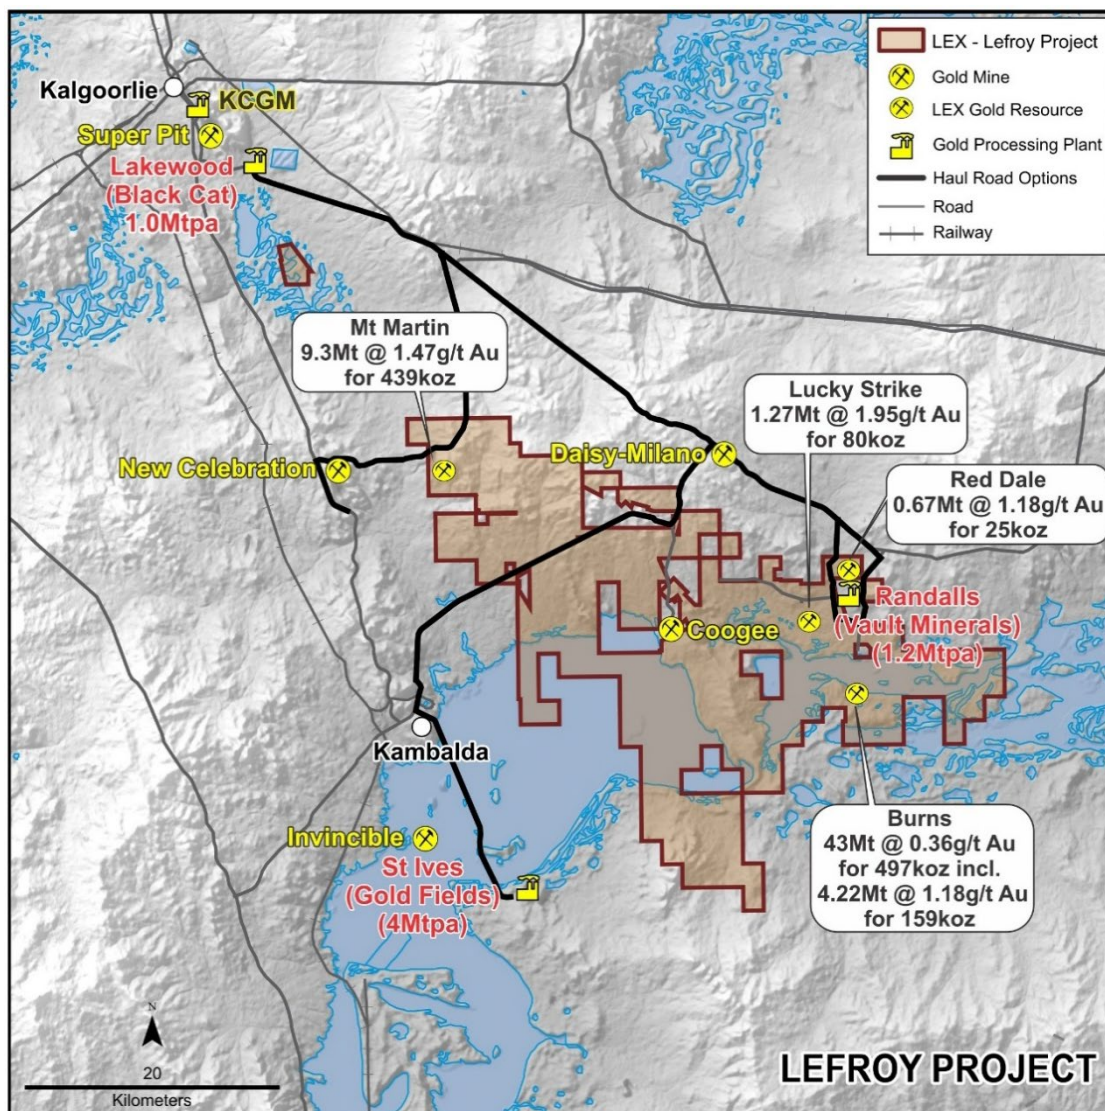 LEX - Lefroy Project
Gold Mine
LEX Gold Resource
Gold Processing Plant
Haul Road Options
Road
Railway
Kalgoorlie
KCGM
Super Pit
Lakewood
(Black Cat)
1.0Mtpa
Mt Martin
9.3Mt @ 1.47g/t Au
for 439koz
Lucky Strike
1.27Mt @ 1.95g/t Au
for 80koz
New Celebration
Daisy-Milano
Red Dale
0.67Mt @ 1.18g/t Au
for 25koz
Randalls
(Vault Minerals)
(1.2Mtpa)
Coogee
Kambalda
Burns
43Mt @ 0.36g/t Au
for 497koz incl.
4.22Mt @ 1.18g/t Au
for 159koz
Invincible
St Ives
(Gold Fields)
(4Mtpa)
N
20
Kilometers
LEFROY PROJECT